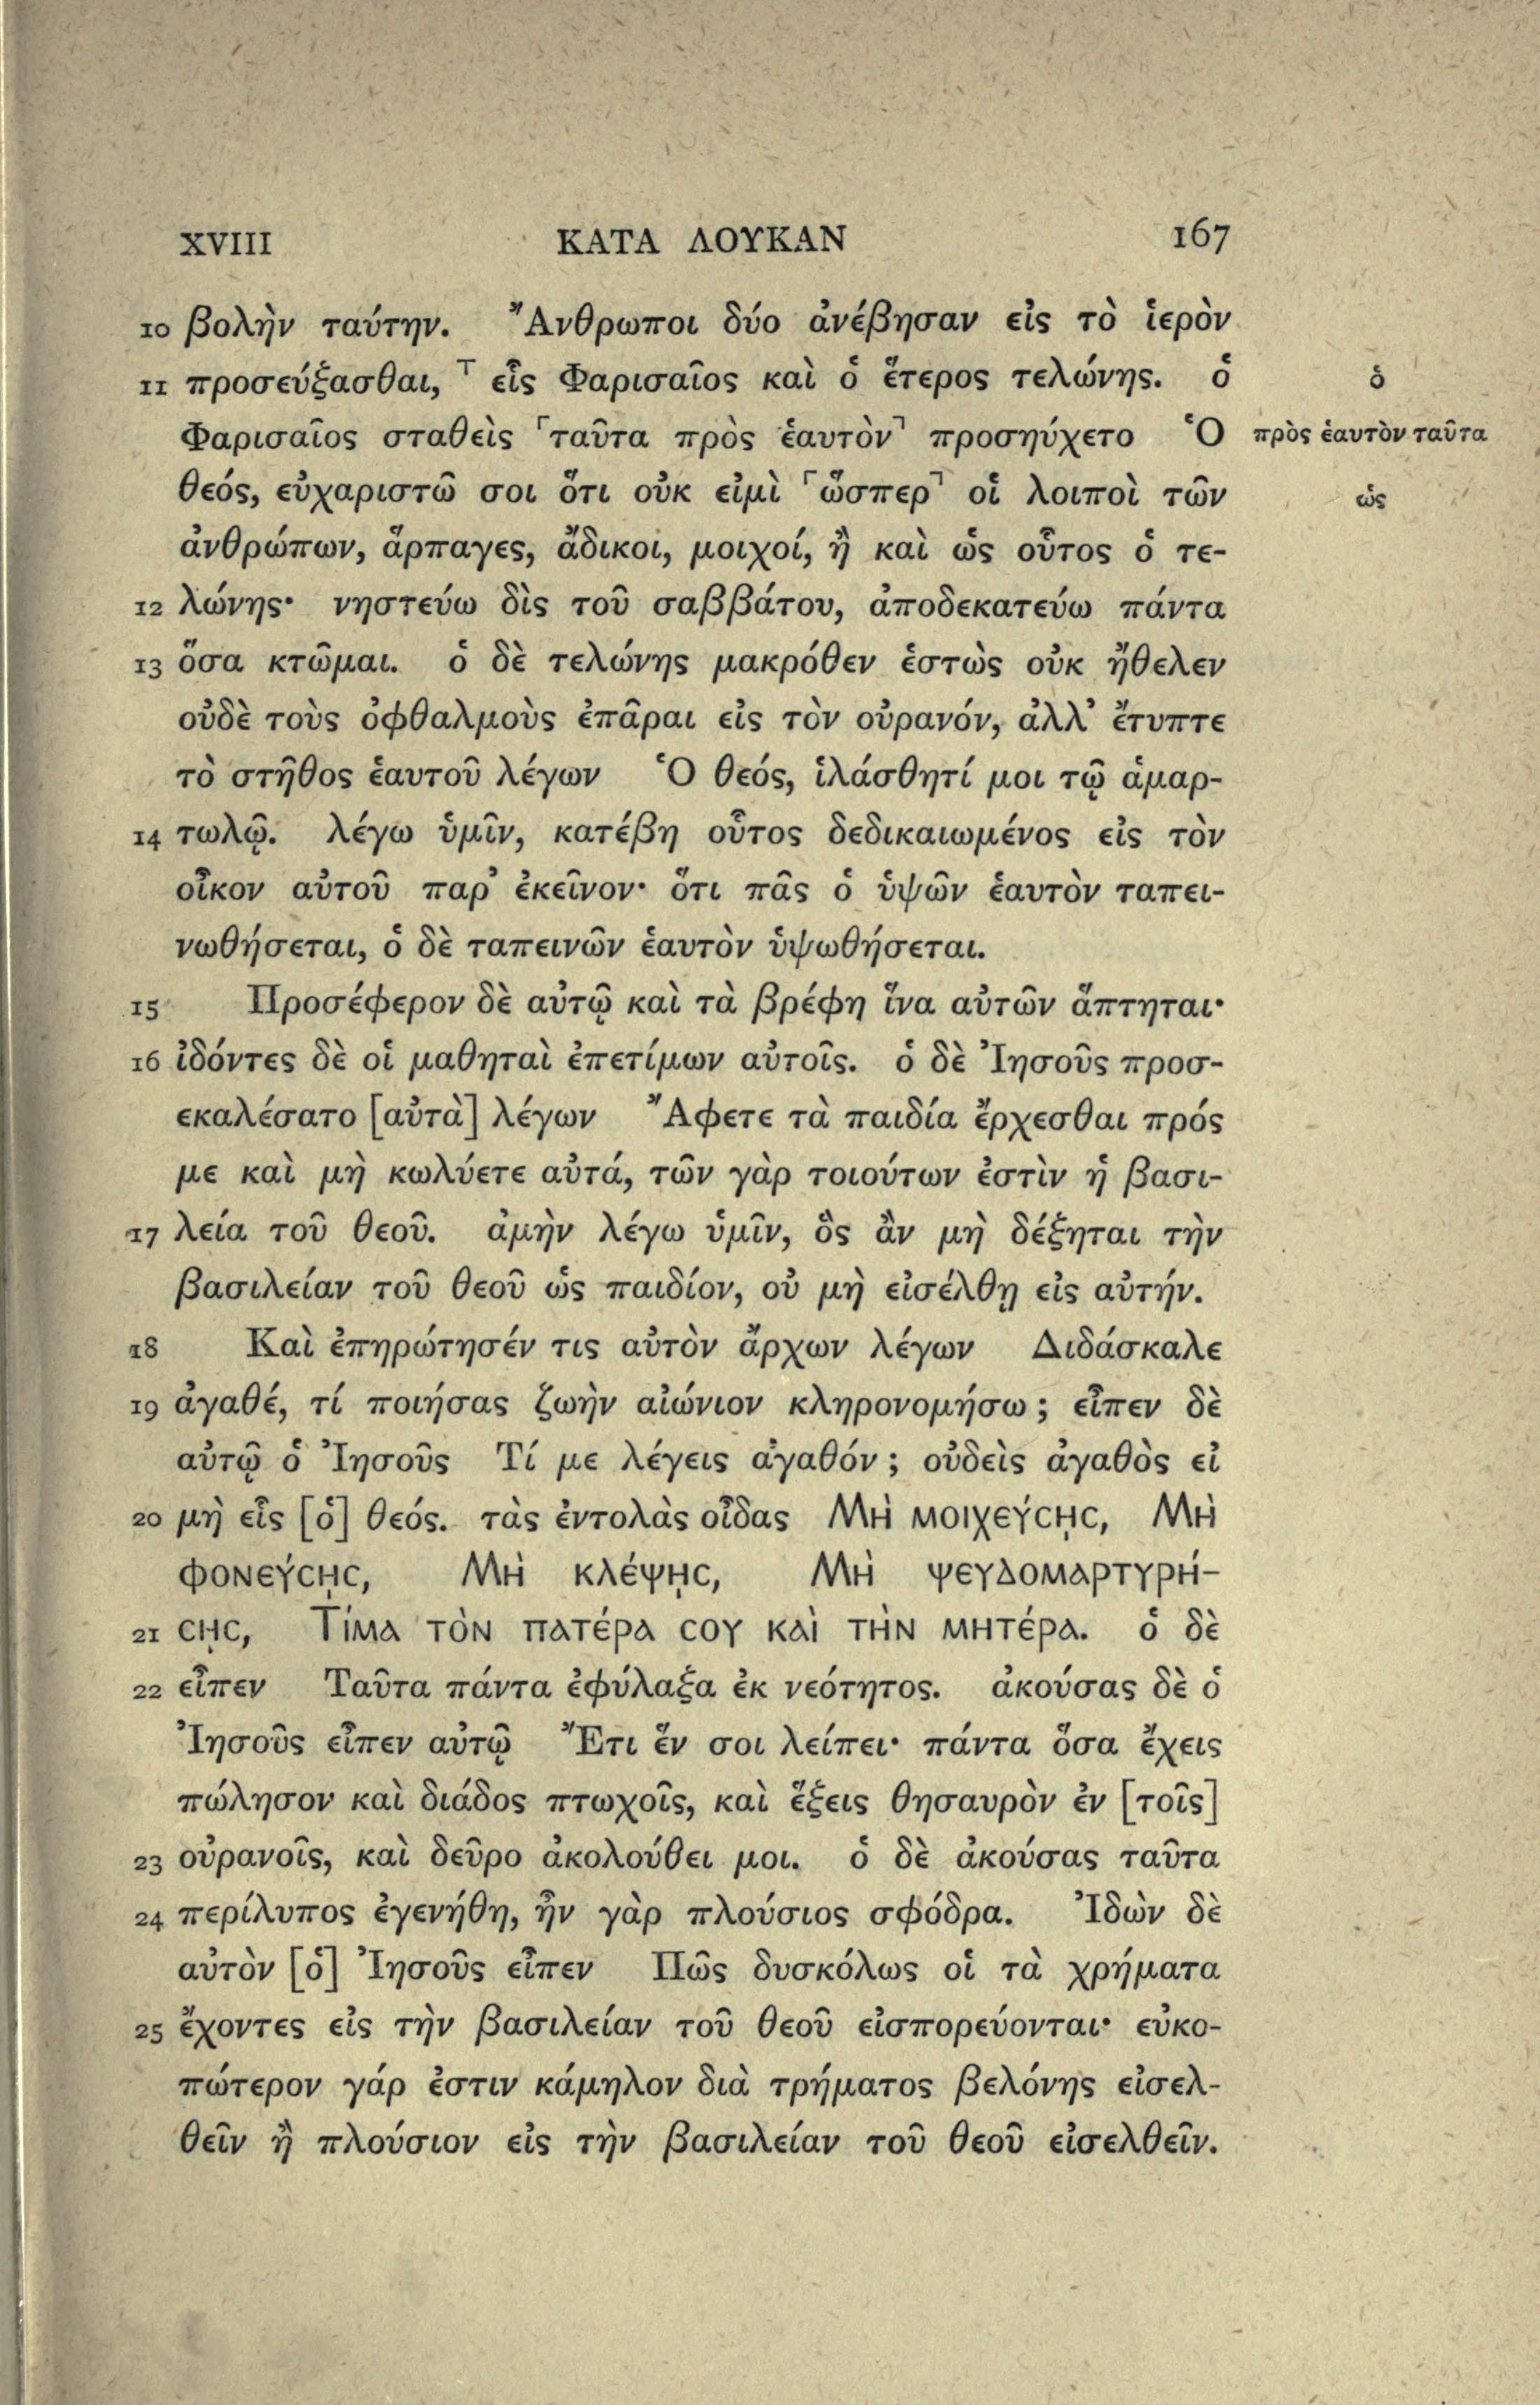 XVIII ΚΑΤΑ ΛΟΥΚΑΝ 167
10 βολὴν ταύτην. Ἄνθρωποι δύο ἀνέβησαν εἰς τὸ ἱερὸν
11 προσεύξασθαι, ⸆ εἷς Φαρισαῖος καὶ ὁ ἕτερος τελώνης. ὁ ὁ
Φαρισαῖος σταθεὶς ⸂ταῦτα πρὸς ἑαυτὸν⸃ προσηύχετο Ὁ πρὸς ἑαυτὸν ταῦτα
θεός, εὐχαριστῶ σοι ὅτι οὐκ εἰμὶ ⸂ὥσπερ⸃ οἱ λοιποὶ τῶν ὡς
ἀνθρώπων, ἅρπαγες, ἄδικοι, μοιχοί, ἢ καὶ ὡς οὗτος ὁ τε-
12 λώνης· νηστεύω δὶς τοῦ σαββάτου, ἀποδεκατεύω πάντα
13 ὅσα κτῶμαι. ὁ δὲ τελώνης μακρόθεν ἑστὼς οὐκ ἤθελεν
οὐδὲ τοὺς ὀφθαλμοὺς ἐπᾶραι εἰς τὸν οὐρανόν, ἀλλ᾽ ἔτυπτε
τὸ στῆθος ἑαυτοῦ λέγων Ὁ θεός, ἱλάσθητί μοι τῷ ἁμαρ-
14 τωλῷ. λέγω ὑμῖν, κατέβη οὗτος δεδικαιωμένος εἰς τὸν
οἶκον αὐτοῦ παρ᾽ ἐκεῖνον· ὅτι πᾶς ὁ ὑψῶν ἑαυτὸν ταπει-
νωθήσεται, ὁ δὲ ταπεινῶν ἑαυτὸν ὑψωθήσεται.
15 Προσέφερον δὲ αὐτῷ καὶ τὰ βρέφη ἵνα αὐτῶν ἅπτηται·
16 ἰδόντες δὲ οἱ μαθηταὶ ἐπετίμων αὐτοῖς. ὁ δὲ Ἰησοῦς προσ-
εκαλέσατο [αὐτὰ] λέγων Ἄφετε τὰ παιδία ἔρχεσθαι πρός
με καὶ μὴ κωλύετε αὐτά, τῶν γὰρ τοιούτων ἐστὶν ἡ βασι-
17 λεία τοῦ θεοῦ. ἀμὴν λέγω ὑμῖν, ὃς ἂν μὴ δέξηται τὴν
βασιλείαν τοῦ θεοῦ ὡς παιδίον, οὐ μὴ εἰσέλθῃ εἰς αὐτήν.
18 Καὶ ἐπηρώτησέν τις αὐτὸν ἄρχων λέγων Διδάσκαλε
19 ἀγαθέ, τί ποιήσας ζωὴν αἰώνιον κληρονομήσω; εἶπεν δὲ
αὐτῷ ὁ Ἰησοῦς Τί με λέγεις ἀγαθόν; οὐδεὶς ἀγαθὸς εἰ
20 μὴ εἷς [ὁ] θεός. τὰς ἐντολὰς οἶδας Μὴ μοιχεύσῃς, Μὴ
φονεύσῃς, Μὴ κλέψῃς, Μὴ ψευδομαρτυρή-
21 σῃς, Τίμα τὸν πατέρα σου καὶ τὴν μητέρα. ὁ δὲ
22 εἶπεν Ταῦτα πάντα ἐφύλαξα ἐκ νεότητος. ἀκούσας δὲ ὁ
Ἰησοῦς εἶπεν αὐτῷ Ἔτι ἕν σοι λείπει· πάντα ὅσα ἔχεις
πώλησον καὶ διάδος πτωχοῖς, καὶ ἕξεις θησαυρὸν ἐν [τοῖς]
23 οὐρανοῖς, καὶ δεῦρο ἀκολούθει μοι. ὁ δὲ ἀκούσας ταῦτα
24 περίλυπος ἐγενήθη, ἦν γὰρ πλούσιος σφόδρα. Ἰδὼν δὲ
αὐτὸν [ὁ] Ἰησοῦς εἶπεν Πῶς δυσκόλως οἱ τὰ χρήματα
25 ἔχοντες εἰς τὴν βασιλείαν τοῦ θεοῦ εἰσπορεύονται· εὐκο-
πώτερον γάρ ἐστιν κάμηλον διὰ τρήματος βελόνης εἰσελ-
θεῖν ἢ πλούσιον εἰς τὴν βασιλείαν τοῦ θεοῦ εἰσελθεῖν.